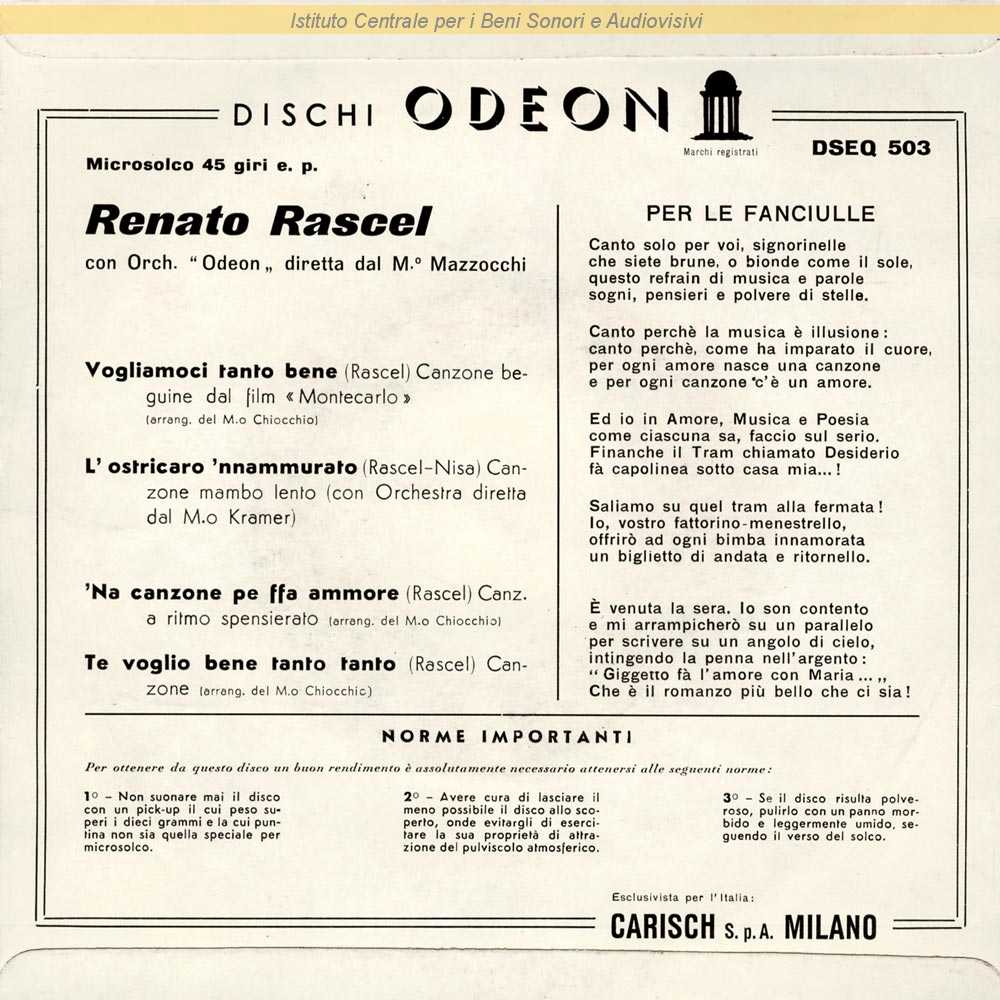 Istituto Centrale per i Beni Sonori e Audiovisivi
DISCHI ODEON
Marchi registrati
DSEQ 503
Microsolco 45 giri e. p.
Renato Rascel
con Orch. “Odeon„ diretta dal M.º Mazzocchi
Vogliamoci tanto bene (Rascel) Canzone be-
guine dal film «Montecarlo»
(arrang. del M.o Chiocchio)
L' ostricaro 'nnammurato (Rascel-Nisa) Can-
zone mambo lento (con Orchestra diretta
dal M.o Kramer)
'Na canzone pe ffa ammore (Rascel) Canz.
a ritmo spensierato (arrang. del M.o Chiocchio)
Te voglio bene tanto tanto (Rascel) Can-
zone (arrang. del M.o Chiocchio)
PER LE FANCIULLE
Canto solo per voi, signorinelle
che siete brune, o bionde come il sole,
questo refrain di musica e parole
sogni, pensieri e polvere di stelle.
Canto perchè la musica è illusione:
canto perchè, come ha imparato il cuore,
per ogni amore nasce una canzone
e per ogni canzone c'è un amore.
Ed io in Amore, Musica e Poesia
come ciascuna sa, faccio sul serio.
Finanche il Tram chiamato Desiderio
fà capolinea sotto casa mia...!
Saliamo su quel tram alla fermata!
Io, vostro fattorino-menestrello,
offrirò ad ogni bimba innamorata
un biglietto di andata e ritornello.
È venuta la sera. Io son contento
e mi arrampicherò su un parallelo
per scrivere su un angolo di cielo,
intingendo la penna nell'argento:
“Giggetto fà l'amore con Maria...„
Che è il romanzo più bello che ci sia!
NORME IMPORTANTI
Per ottenere da questo disco un buon rendimento è assolutamente necessario attenersi alle seguenti norme:
1º - Non suonare mai il disco
con un pick-up il cui peso su-
peri i dieci grammi e la cui pun-
tina non sia quella speciale per
microsolco.
2º - Avere cura di lasciare il
meno possibile il disco allo sco-
perto, onde evitargli di eserci-
tare la sua proprietà di attra-
zione del pulviscolo atmosferico.
3º - Se il disco risulta polve-
roso, pulirlo con un panno mor-
bido e leggermente umido, se-
guendo il verso del solco.
Esclusivista per l'Italia:
CARISCH S.p.A. MILANO